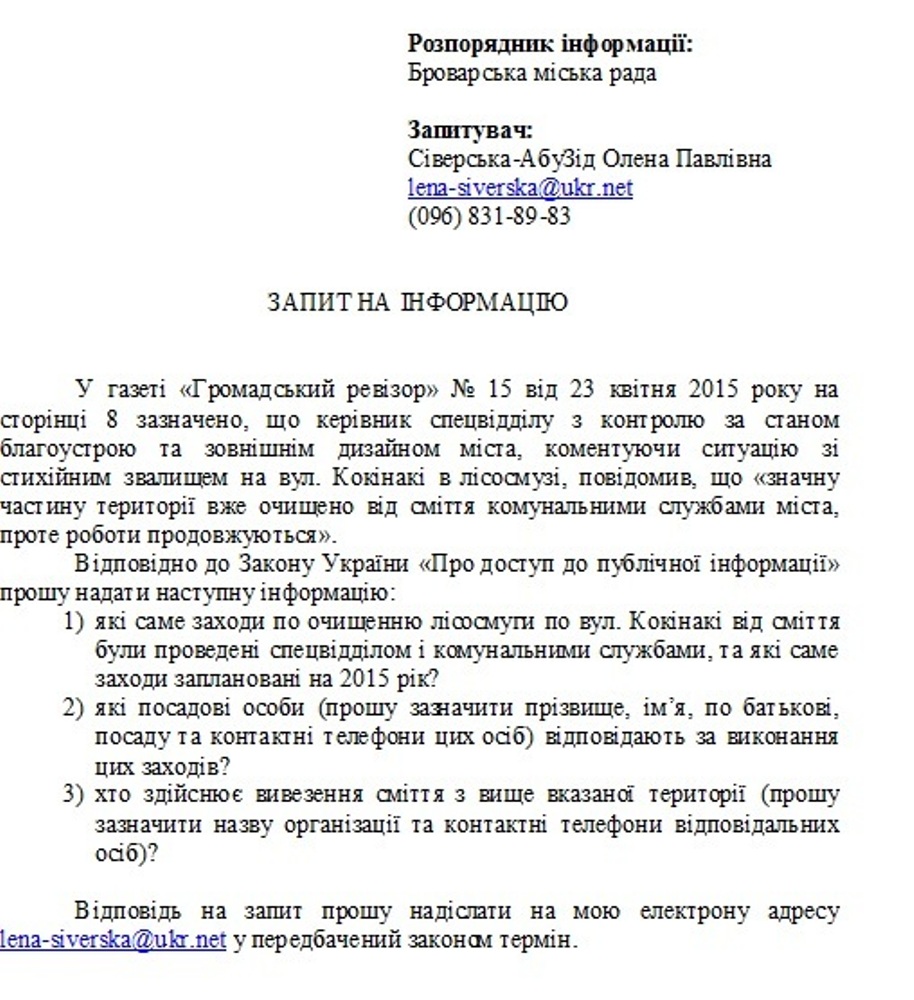 Розпорядник інформації:
Броварська міська рада
Запитувач:
Сіверська-АбуЗід Олена Павлівна
lena-siverska@ukr.net
(096) 831-89-83
ЗАПИТ НА ІНФОРМАЦІЮ
У газеті «Громадський ревізор» № 15 від 23 квітня 2015 року на
сторінці 8 зазначено, що керівник спецвідділу з контролю за станом
благоустрою та зовнішнім дизайном міста, коментуючи ситуацію зі
стихійним звалищем на вул. Кокінакі в лісосмузі, повідомив, що «значну
частину території вже очищено від сміття комунальними службами міста,
проте роботи продовжуються».
Відповідно до Закону України «Про доступ до публічної інформації»
прошу надати наступну інформацію:
1) які саме заходи по очищенню лісосмуги по вул. Кокінакі від сміття
були проведені спецвідділом і комунальними службами, та які саме
заходи заплановані на 2015 рік?
2) які посадові особи (прошу зазначити прізвище, ім’я, по батькові,
посаду та контактні телефони цих осіб) відповідають за виконання
цих заходів?
3) хто здійснює вивезення сміття з вище вказаної території (прошу
зазначити назву організації та контактні телефони відповідальних
осіб)?
Відповідь на запит прошу надіслати на мою електрону адресу
lena-siverska@ukr.net у передбачений законом термін.